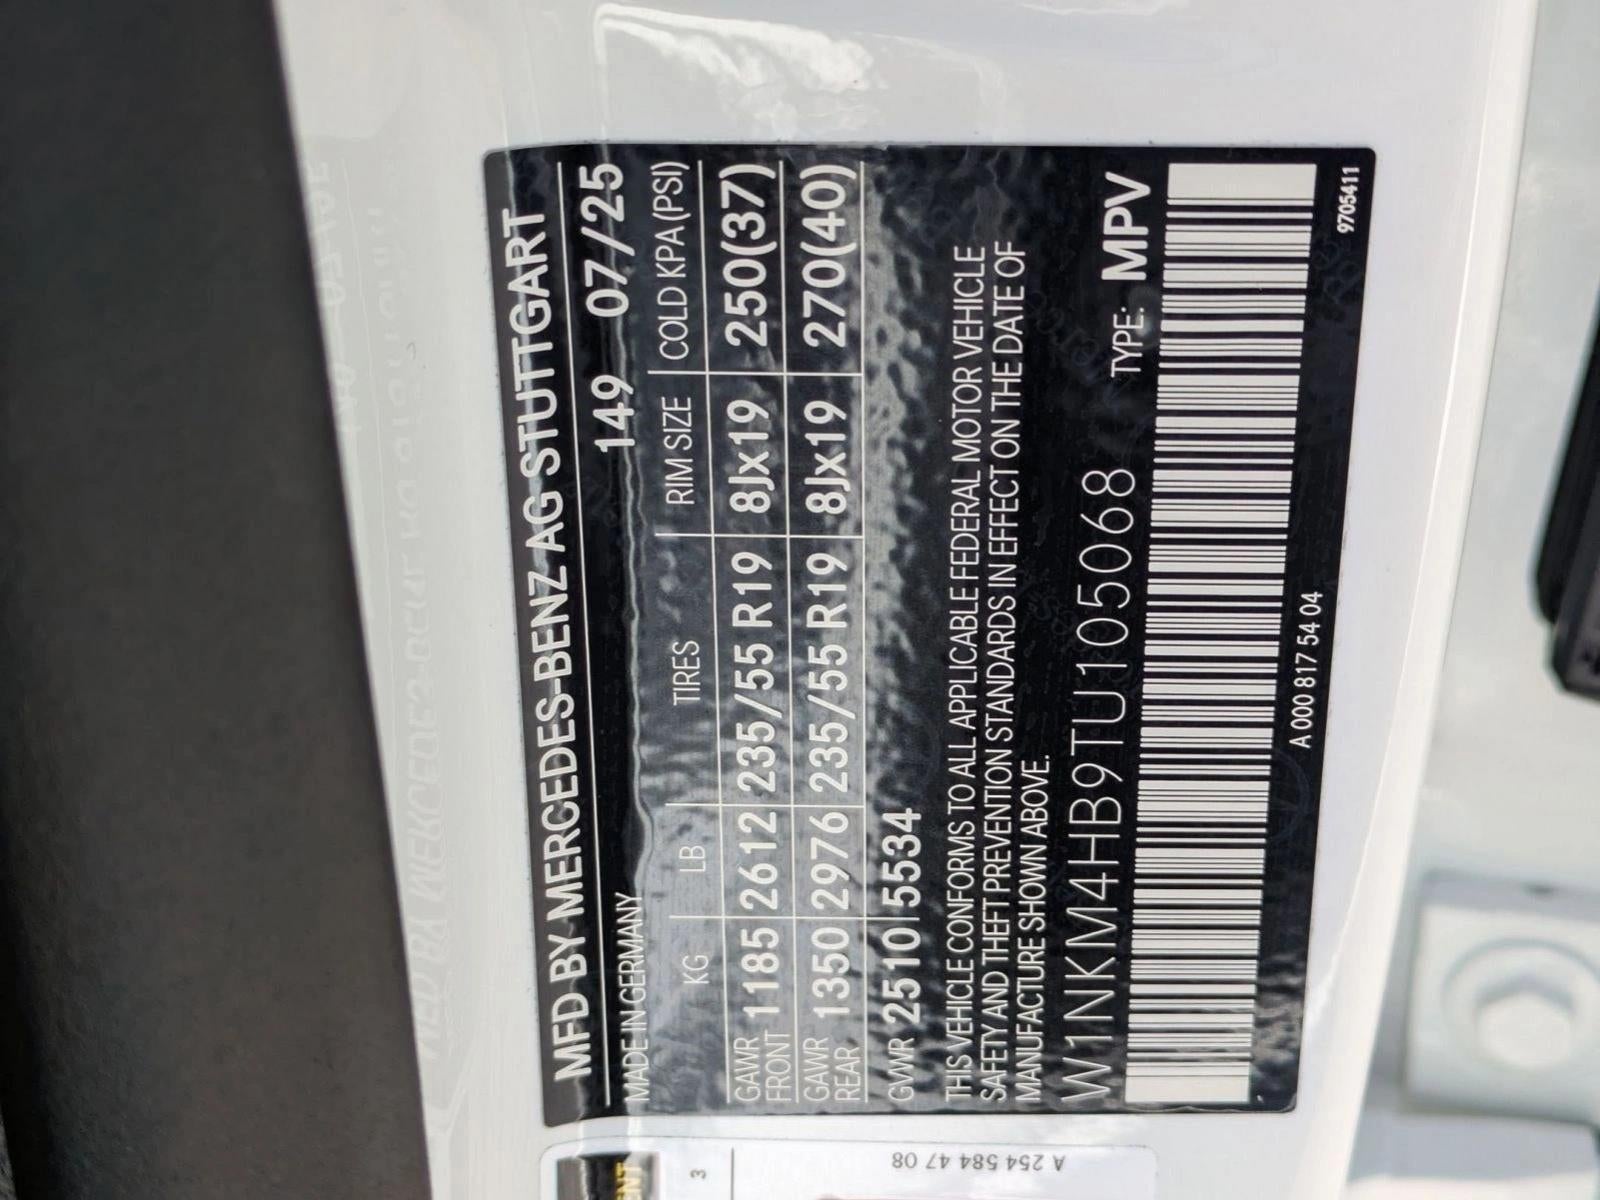 MFD BY MERCEDES-BENZ AG STUTTGART
MADE IN GERMANY 149 07/25
KG LB TIRES RIM SIZE COLD KPA(PSI)
GAWR FRONT 1185 2612 235/55 R19 8Jx19 250(37)
GAWR REAR 1350 2976 235/55 R19 8Jx19 270(40)
GVWR 2510 5534
THIS VEHICLE CONFORMS TO ALL APPLICABLE FEDERAL MOTOR VEHICLE
SAFETY AND THEFT PREVENTION STANDARDS IN EFFECT ON THE DATE OF
MANUFACTURE SHOWN ABOVE.
W1NKM4HB9TU105068 TYPE: MPV
A 000 817 54 04
9705411
3
A 254 584 47 08